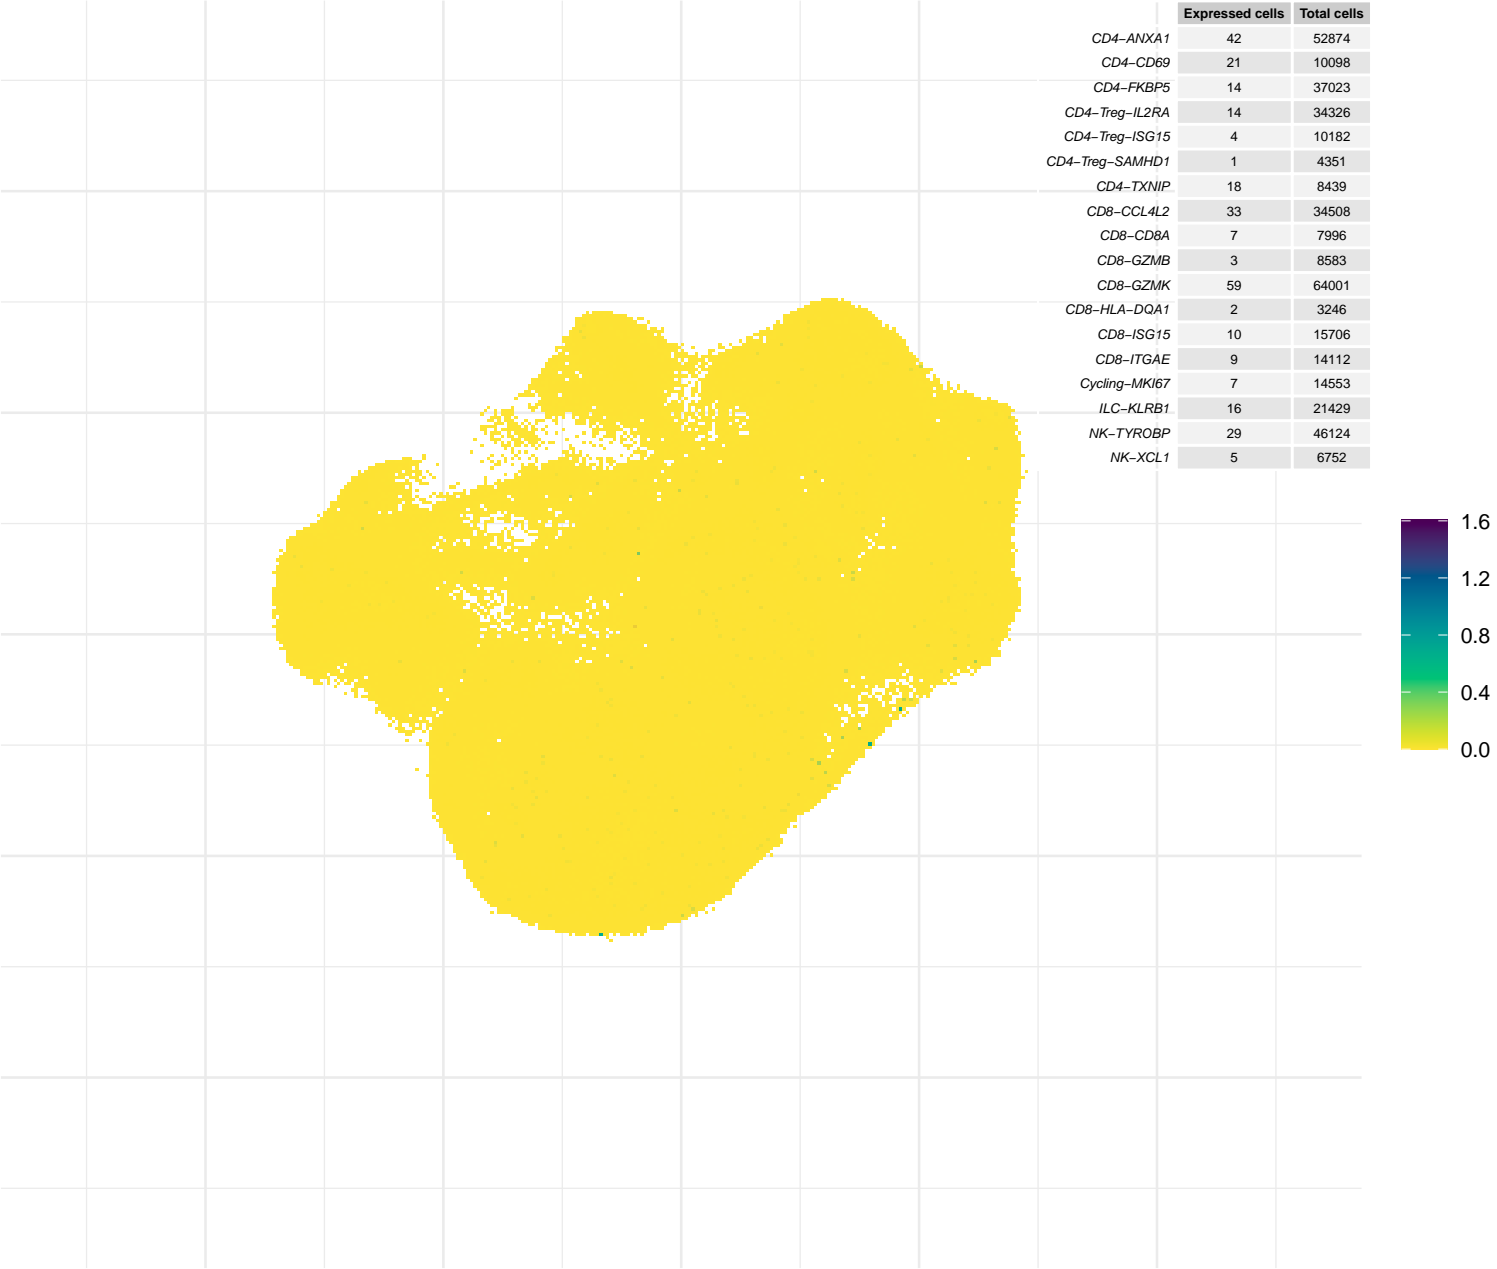 Expressed cells Total cells
CD4−ANXA1 42 52874
CD4−CD69 21 10098
CD4−FKBP5 14 37023
CD4−Treg−IL2RA 14 34326
CD4−Treg−ISG15 4 10182
CD4−Treg−SAMHD1 1 4351
CD4−TXNIP 18 8439
CD8−CCL4L2 33 34508
CD8−CD8A 7 7996
CD8−GZMB 3 8583
CD8−GZMK 59 64001
CD8−HLA−DQA1 2 3246
CD8−ISG15 10 15706
CD8−ITGAE 9 14112
Cycling−MKI67 7 14553
ILC−KLRB1 16 21429
NK−TYROBP 29 46124
NK−XCL1 5 6752
1.6
1.2
0.8
0.4
0.0